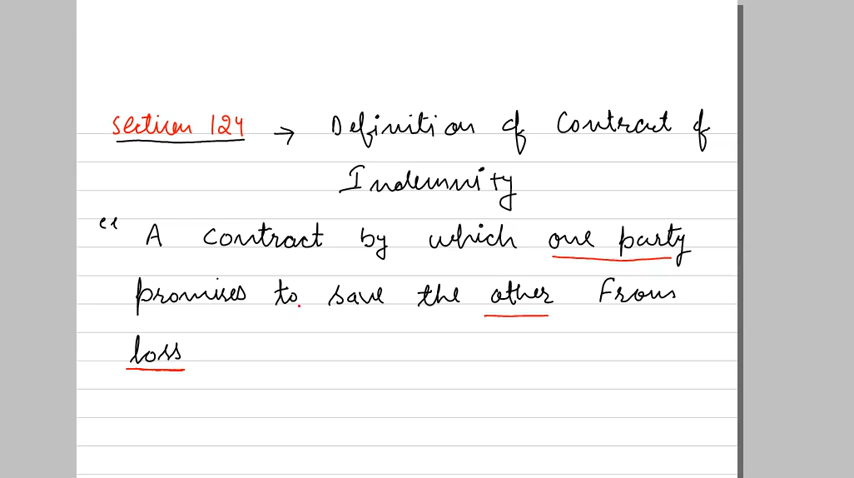 Section 124 → Definition of Contract of
Indemnity
“ A contract by which one party
promises to save the other From
loss